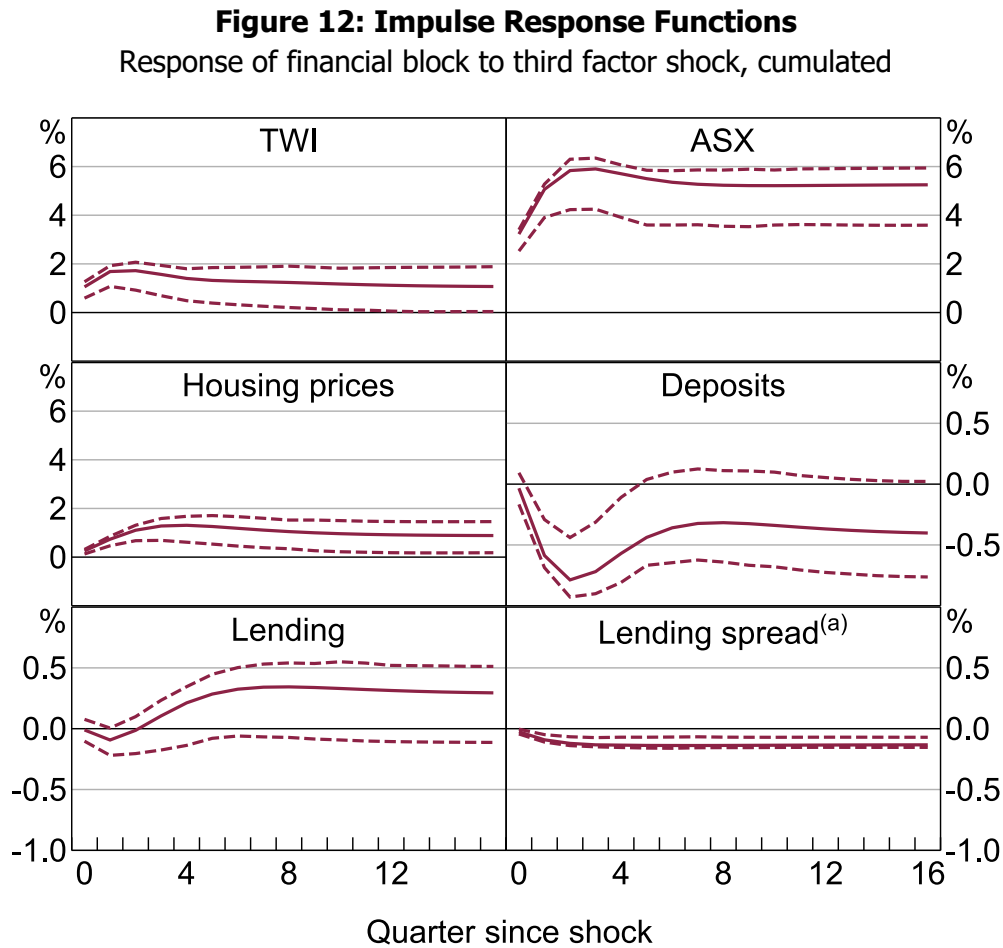 Figure 12: Impulse Response Functions
Response of financial block to third factor shock, cumulated
% TWI ASX %
6 6
4 4
2 2
0 0
% Housing prices Deposits %
6 0.5
4 0.0
2 -0.5
0
% Lending Lending spread(a) %
0.5 0.5
0.0 0.0
-0.5 -0.5
-1.0 -1.0
0 4 8 12 0 4 8 12 16
Quarter since shock